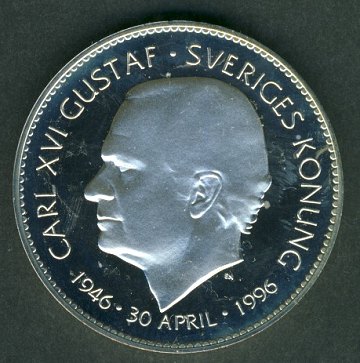 CARL XVI GUSTAF · SVERIGES KONUNG
1946 · 30 APRIL · 1996